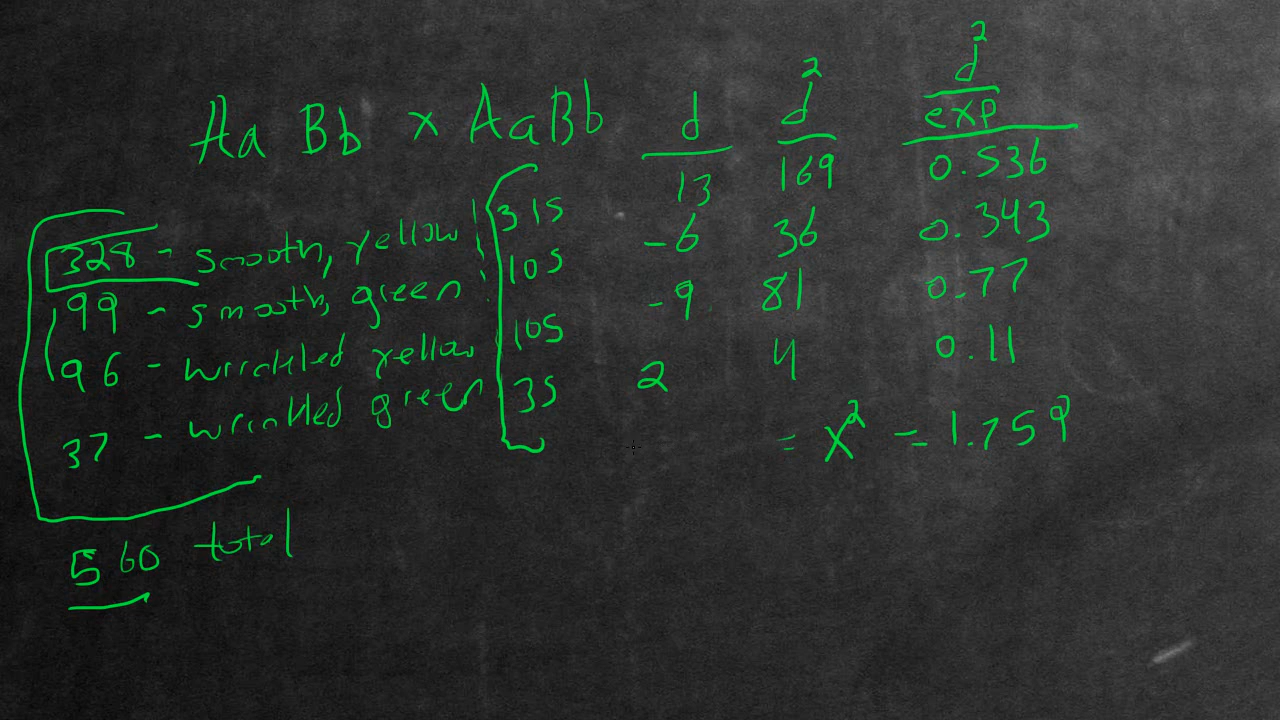 Aa Bb x AaBb d d² d²/exp
328 - smooth, yellow 315 13 169 0.536
99 - smooth, green 105 -6 36 0.343
96 - wrinkled yellow 105 -9 81 0.77
37 - wrinkled green 35 2 4 0.11
= X² = 1.759
560 total